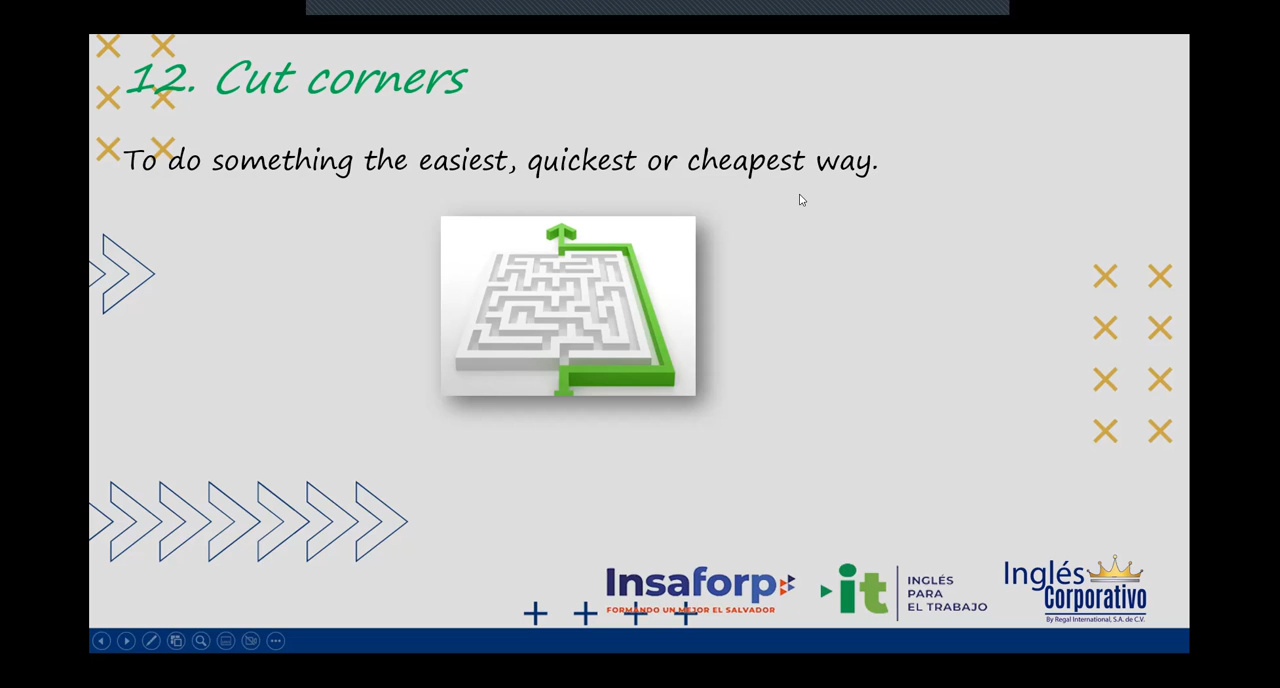 12. Cut corners
To do something the easiest, quickest or cheapest way.
Insaforp
FORMANDO UN MEJOR EL SALVADOR
it
INGLÉS
PARA
EL TRABAJO
Inglés
Corporativo
By Regal International, S.A. de C.V.